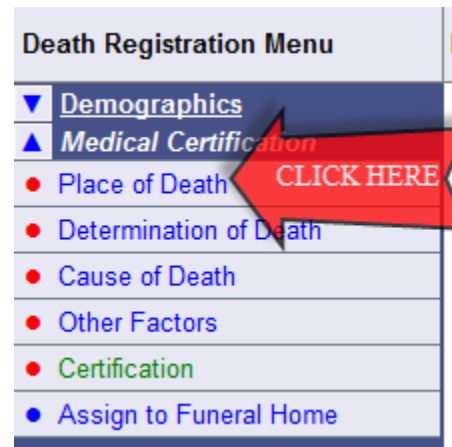 Death Registration Menu
Demographics
Medical Certification
Place of Death
CLICK HERE
Determination of Death
Cause of Death
Other Factors
Certification
Assign to Funeral Home